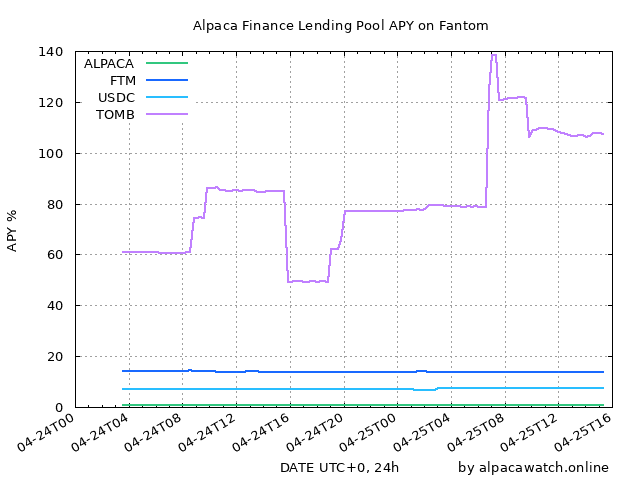 Alpaca Finance Lending Pool APY on Fantom
140
120
100
80
60
40
20
0
APY %
ALPACA
FTM
USDC
TOMB
04-24T00
04-24T04
04-24T08
04-24T12
04-24T16
04-24T20
04-25T00
04-25T04
04-25T08
04-25T12
04-25T16
DATE UTC+0, 24h
by alpacawatch.online